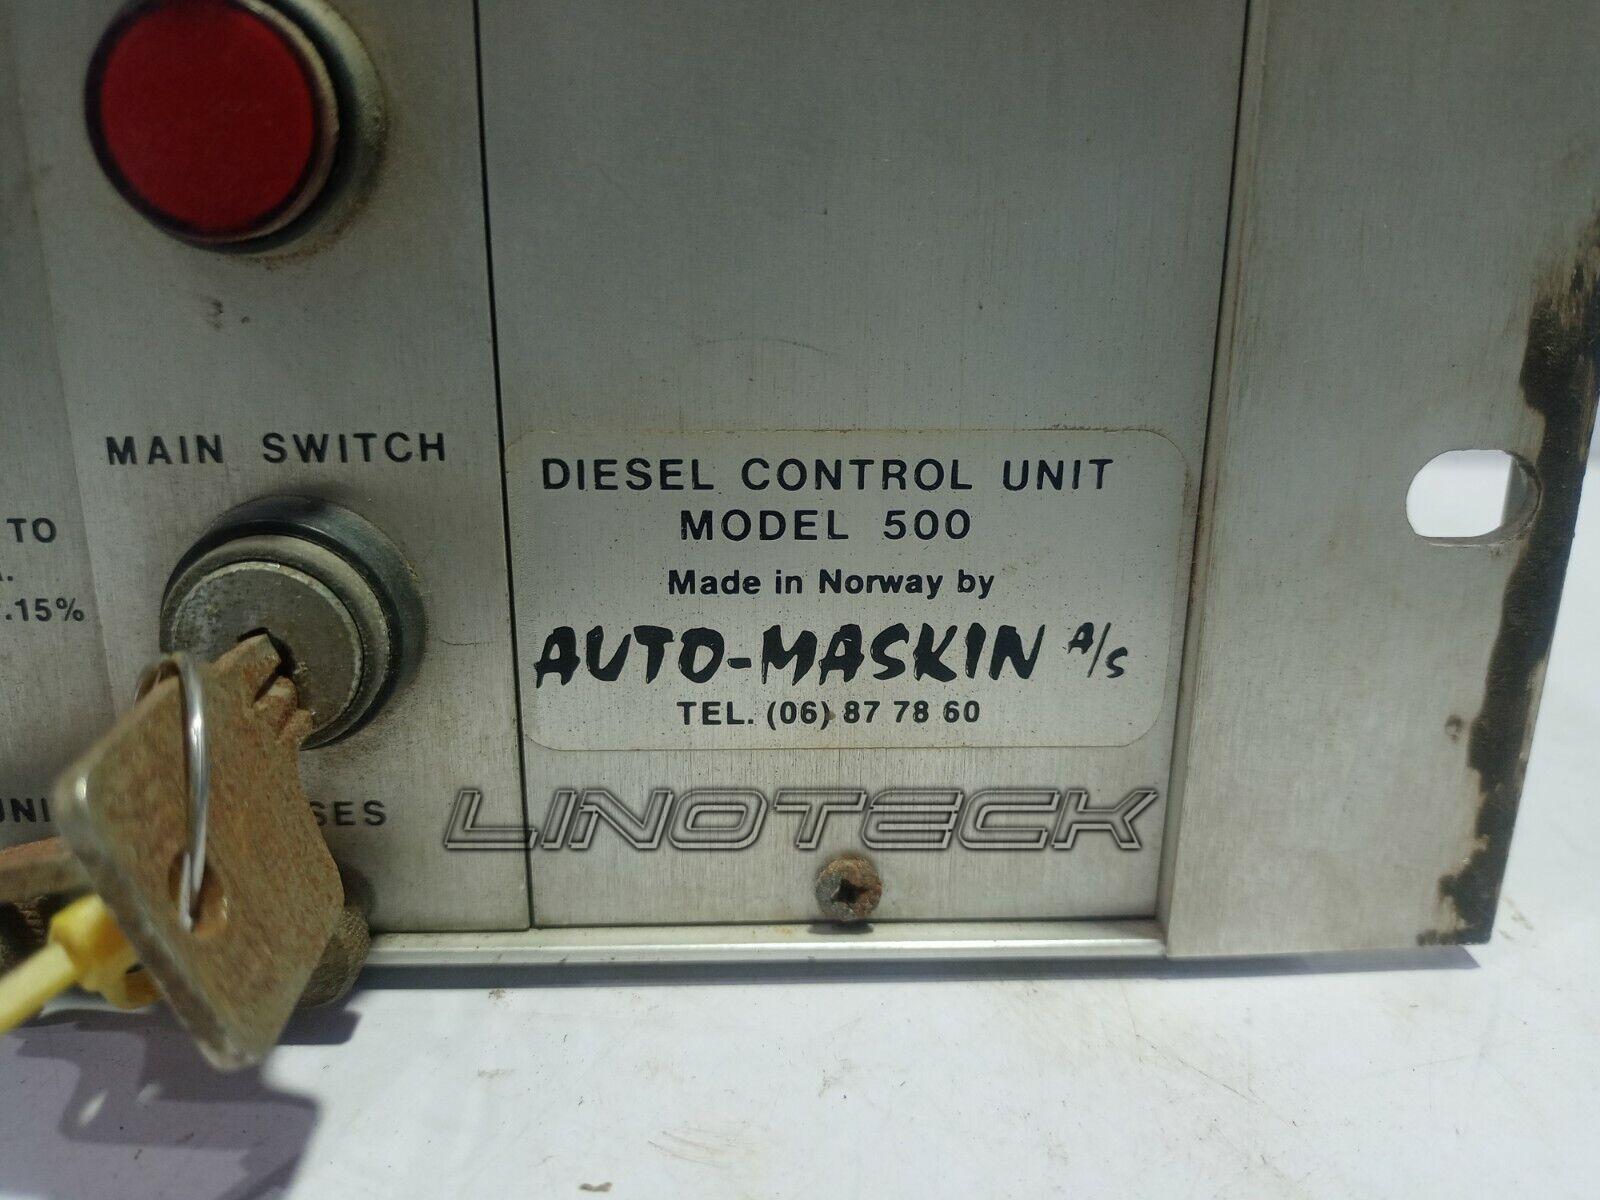 MAIN SWITCH
TO
.15%
DIESEL CONTROL UNIT
MODEL 500
Made in Norway by
AUTO-MASKIN A/S
TEL. (06) 87 78 60
LINOTECK